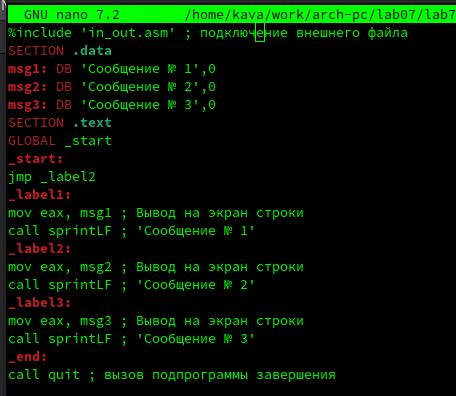 GNU nano 7.2 /home/kava/work/arch-pc/lab07/lab7
%include 'in_out.asm' ; подключение внешнего файла
SECTION .data
msg1: DB 'Сообщение № 1',0
msg2: DB 'Сообщение № 2',0
msg3: DB 'Сообщение № 3',0
SECTION .text
GLOBAL _start
_start:
jmp _label2
_label1:
mov eax, msg1 ; Вывод на экран строки
call sprintLF ; 'Сообщение № 1'
_label2:
mov eax, msg2 ; Вывод на экран строки
call sprintLF ; 'Сообщение № 2'
_label3:
mov eax, msg3 ; Вывод на экран строки
call sprintLF ; 'Сообщение № 3'
_end:
call quit ; вызов подпрограммы завершения